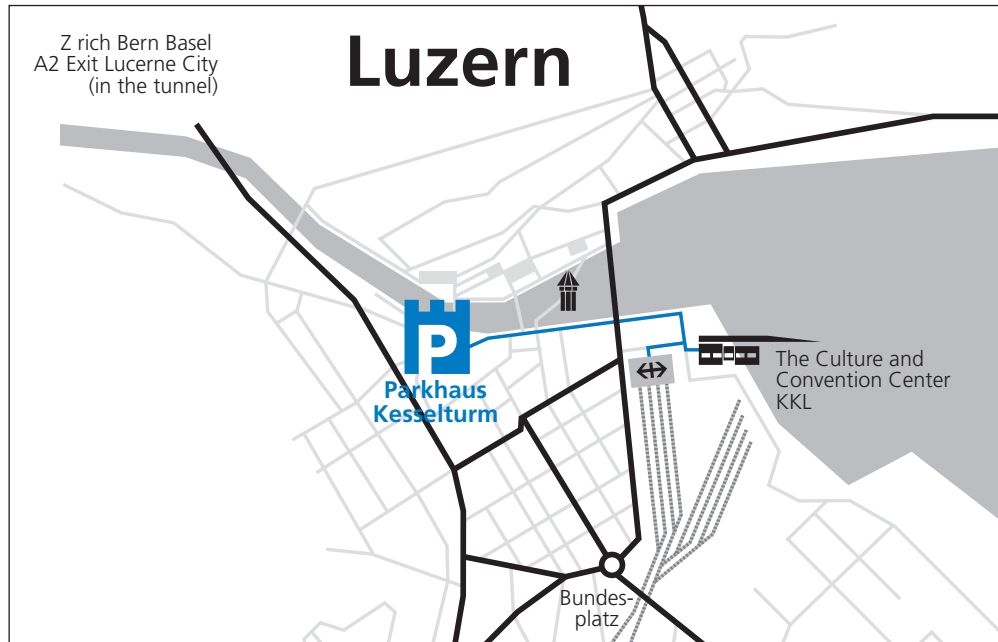 Z rich Bern Basel
A2 Exit Lucerne City
(in the tunnel)
Luzern
P
Parkhaus
Kesselturm
The Culture and
Convention Center
KKL
Bundes-
platz